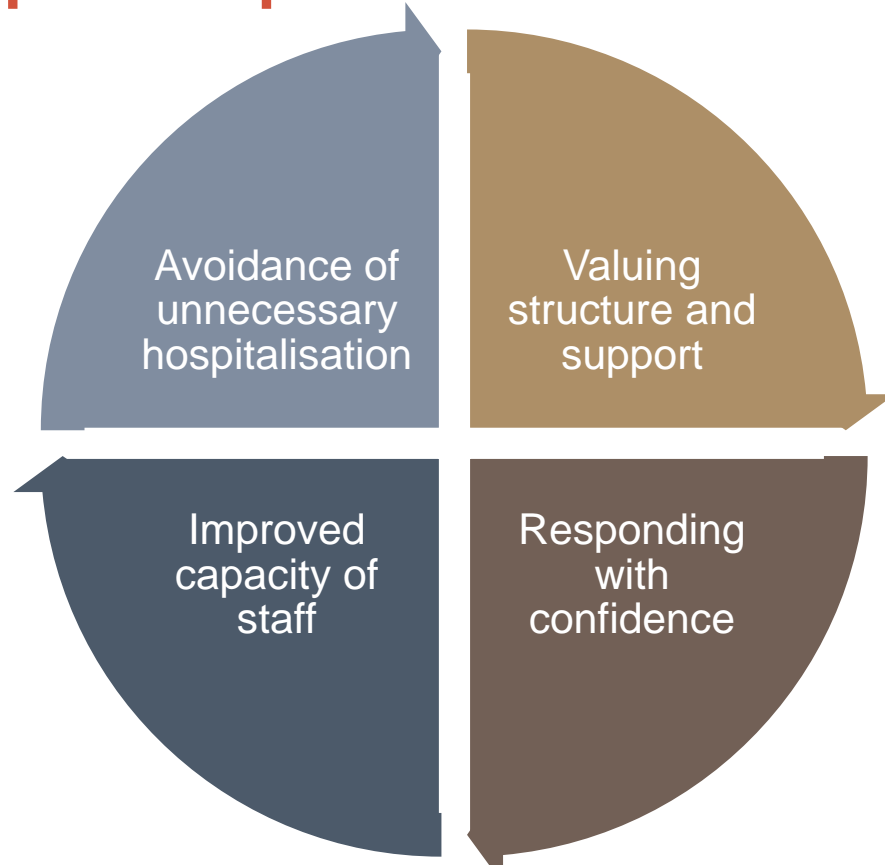 Avoidance of
unnecessary
hospitalisation
Valuing
structure and
support
Improved
capacity of
staff
Responding
with
confidence